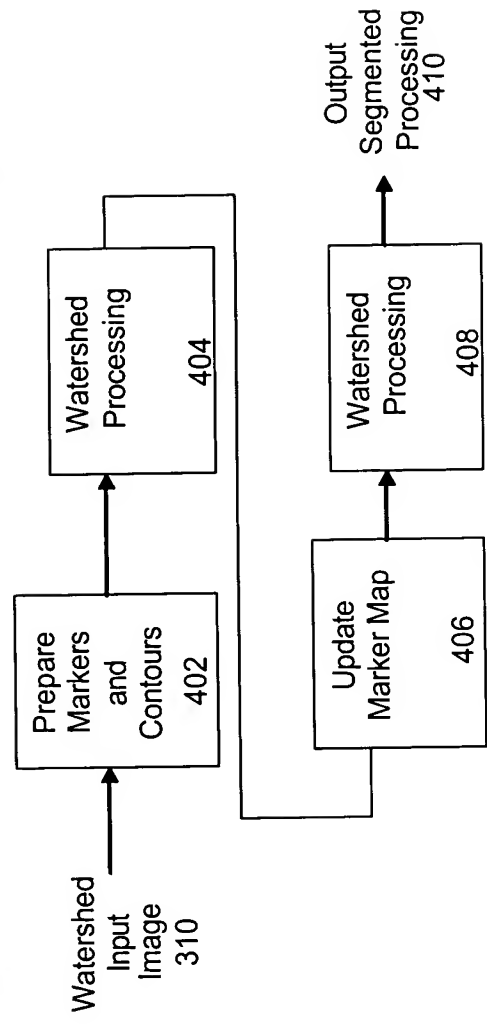 Watershed
Input
Image
310
Prepare
Markers
and
Contours
402
Watershed
Processing
404
Update
Marker Map
406
Watershed
Processing
408
Output
Segmented
Processing
410